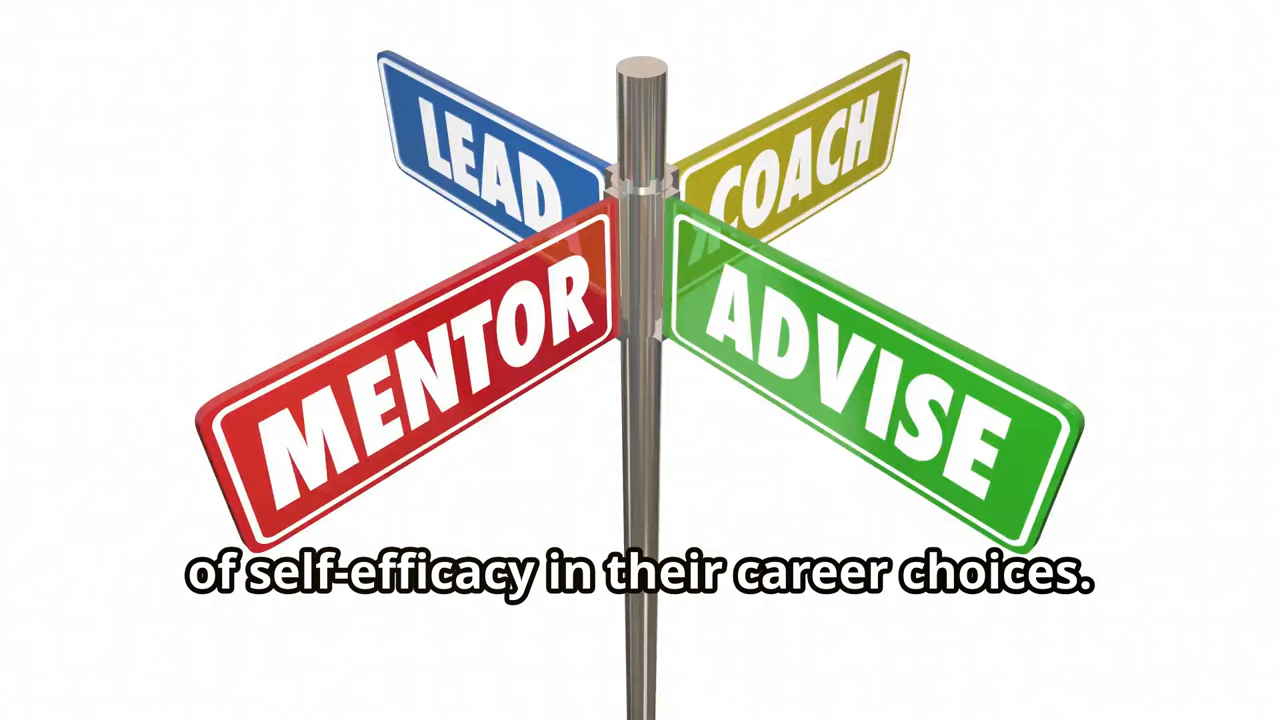 LEAD
COACH
MENTOR
ADVISE
of self-efficacy in their career choices.